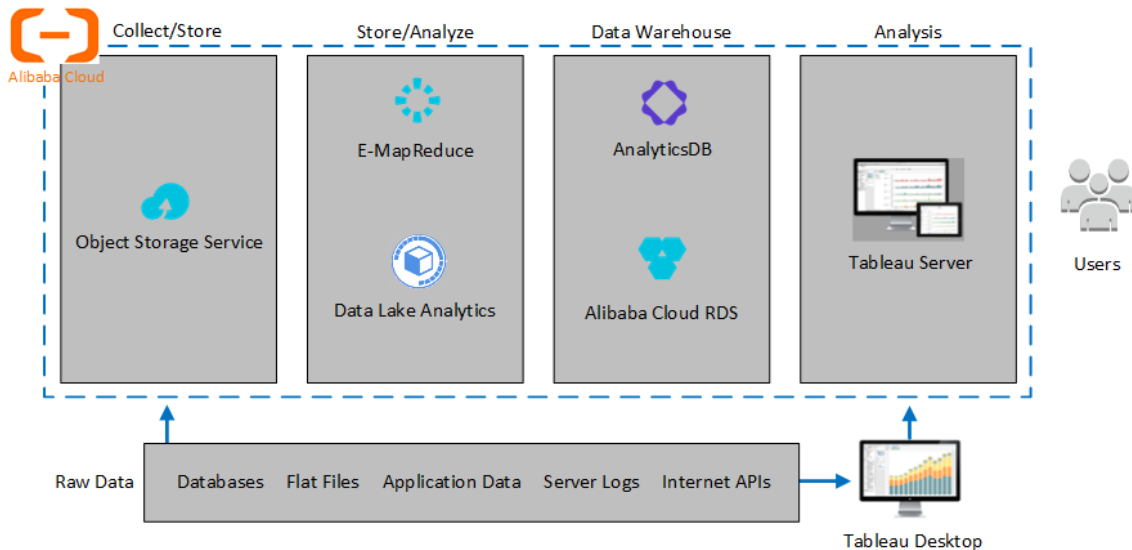 Collect/Store
Store/Analyze
Data Warehouse
Analysis
Alibaba Cloud
E-MapReduce
AnalyticsDB
Object Storage Service
Tableau Server
Users
Data Lake Analytics
Alibaba Cloud RDS
Raw Data
Databases
Flat Files
Application Data
Server Logs
Internet APIs
Tableau Desktop